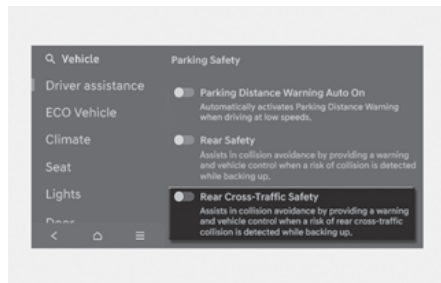 Vehicle
Driver assistance
ECO Vehicle
Climate
Seat
Lights
Door
Parking Safety
Parking Distance Warning Auto On
Automatically activates Parking Distance Warning
when driving at low speeds.
Rear Safety
Assists in collision avoidance by providing a warning
and vehicle control when a risk of collision is detected
while backing up.
Rear Cross-Traffic Safety
Assists in collision avoidance by providing a warning
and vehicle control when a risk of rear cross-traffic
collision is detected while backing up.